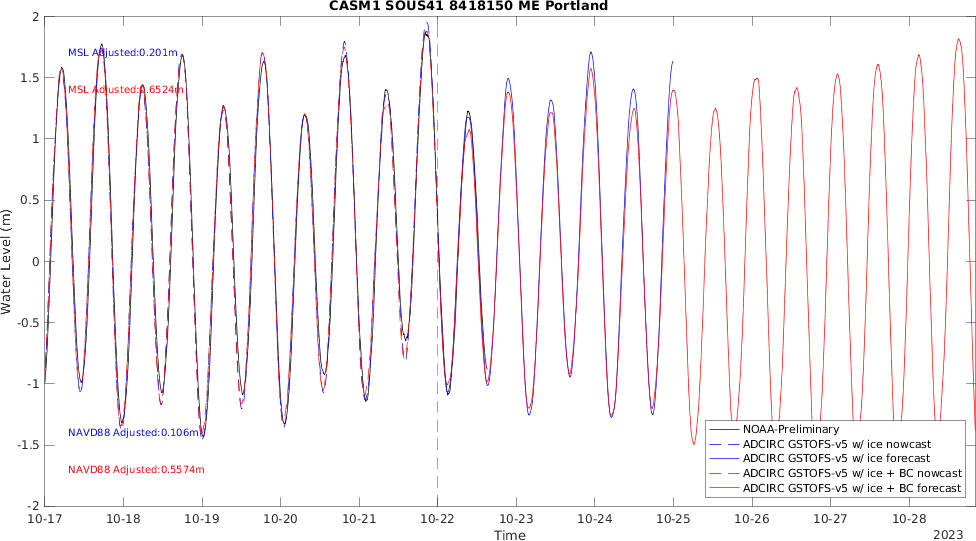 CASM1 SOUS41 8418150 ME Portland
2
1.5
1
0.5
0
-0.5
-1
-1.5
-2
Water Level (m)
MSL Adjusted:0.201m
MSL Adjusted:0.6524m
NAVD88 Adjusted:0.106m
NAVD88 Adjusted:0.5574m
NOAA-Preliminary
ADCIRC GSTOFS-v5 w/ ice nowcast
ADCIRC GSTOFS-v5 w/ ice forecast
ADCIRC GSTOFS-v5 w/ ice + BC nowcast
ADCIRC GSTOFS-v5 w/ ice + BC forecast
10-17 10-18 10-19 10-20 10-21 10-22 10-23 10-24 10-25 10-26 10-27 10-28
Time
2023